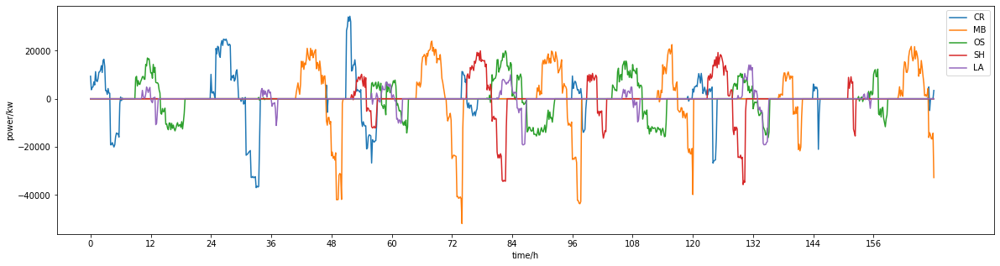 CR
MB
OS
SH
LA
20000
0
-20000
-40000
power/kw
0 12 24 36 48 60 72 84 96 108 120 132 144 156
time/h